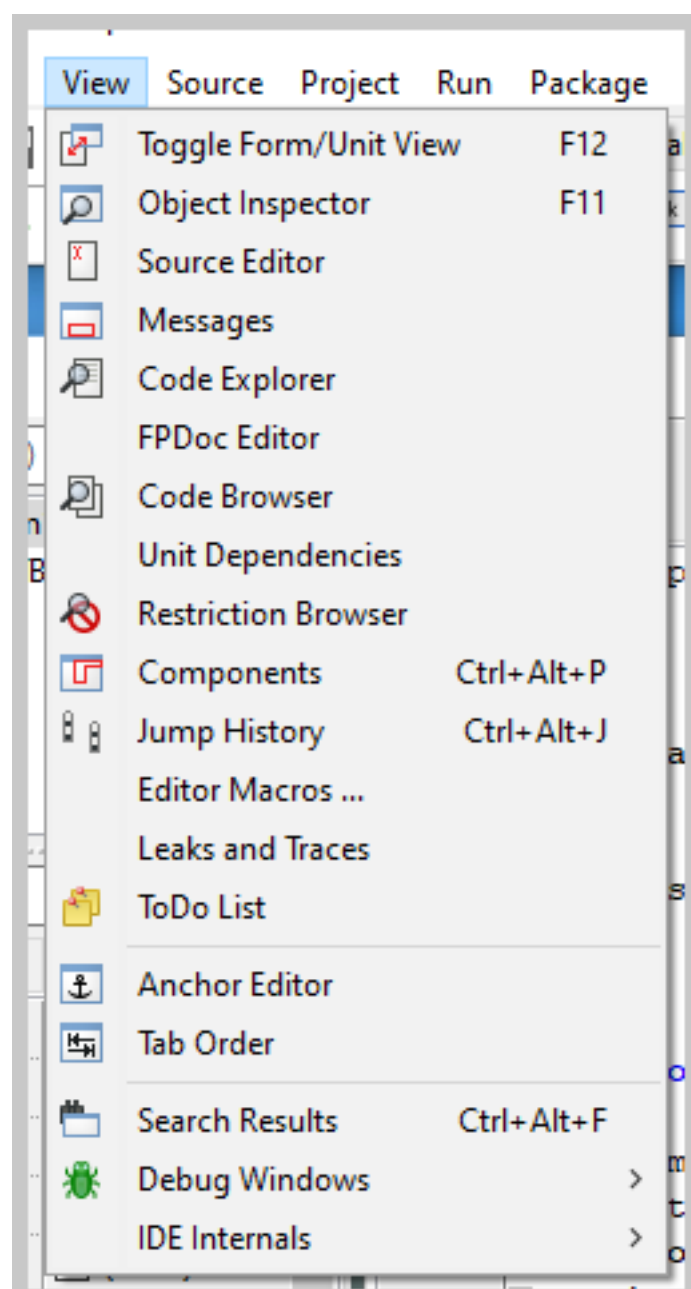 View Source Project Run Package
Toggle Form/Unit View F12
Object Inspector F11
Source Editor
Messages
Code Explorer
FPDoc Editor
Code Browser
Unit Dependencies
Restriction Browser
Components Ctrl+Alt+P
Jump History Ctrl+Alt+J
Editor Macros ...
Leaks and Traces
ToDo List
Anchor Editor
Tab Order
Search Results Ctrl+Alt+F
Debug Windows
IDE Internals